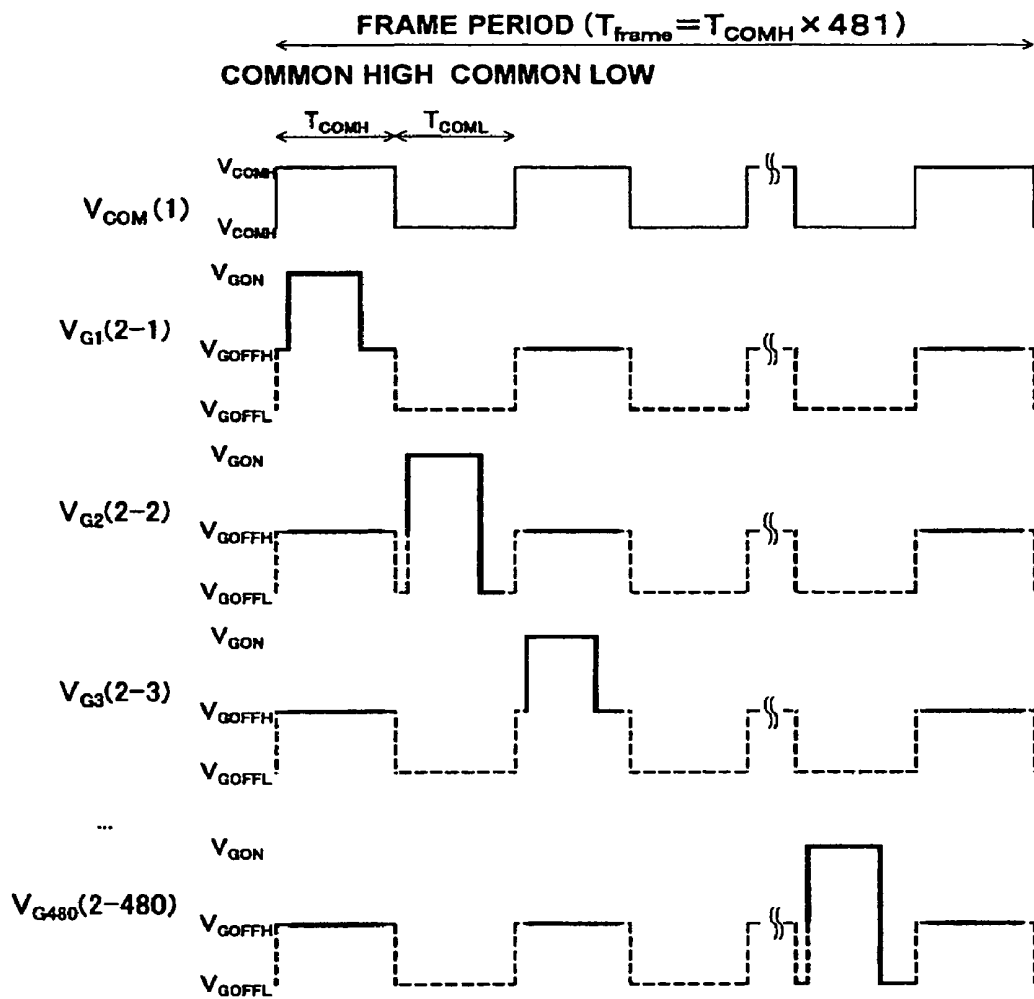 FRAME PERIOD (Tframe=TCOMH×481)
COMMON HIGH COMMON LOW
TCOMH TCOML
VCOM(1)
VCOMH
VCOMH
VG1(2-1)
VGON
VGOFFH
VGOFFL
VG2(2-2)
VGON
VGOFFH
VGOFFL
VG3(2-3)
VGON
VGOFFH
VGOFFL
...
VG480(2-480)
VGON
VGOFFH
VGOFFL